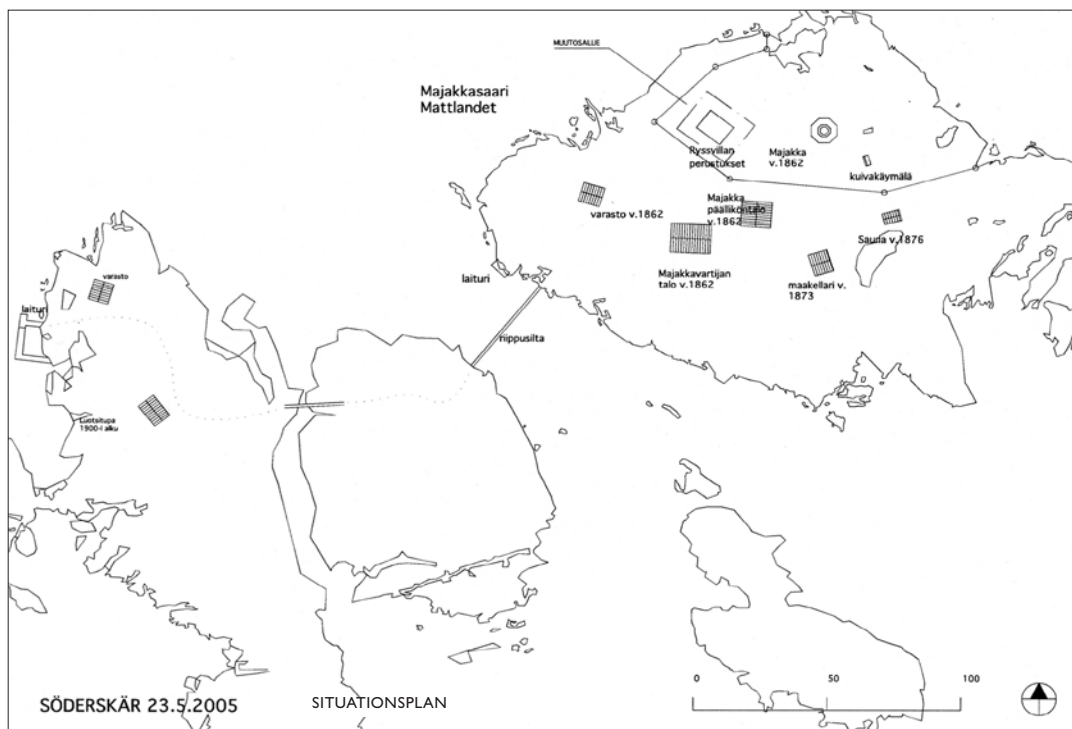 MUUTOSALUE
Majakkasaari
Mattlandet
Ryssvillan
perustukset
Majakka
v.1862
kuivakäymälä
varasto v.1862
Majakka
päällikön talo
v.1862
Sauna v.1876
Majakkavartijan
talo v.1862
maakellari v.
1873
laituri
riippusilta
varasto
laituri
Luotsitupa
1900-l alku
0 50 100
SÖDERSKÄR 23.5.2005
SITUATIONSPLAN